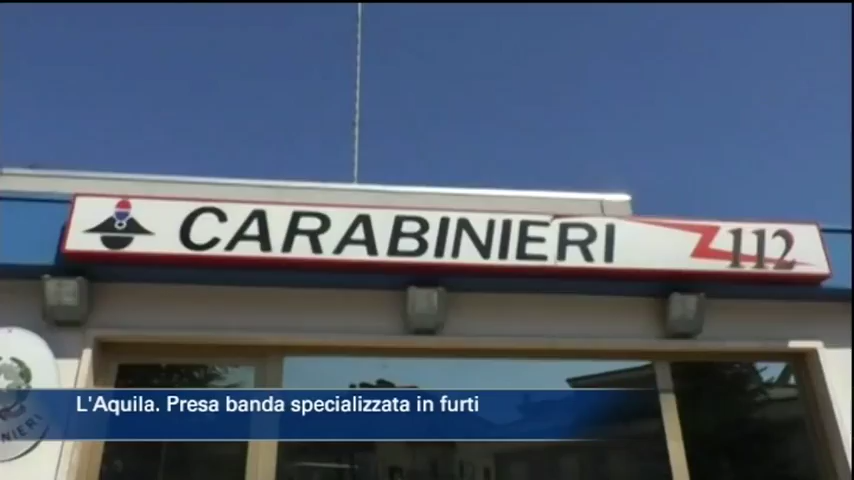 CARABINIERI 112
L'Aquila. Presa banda specializzata in furti